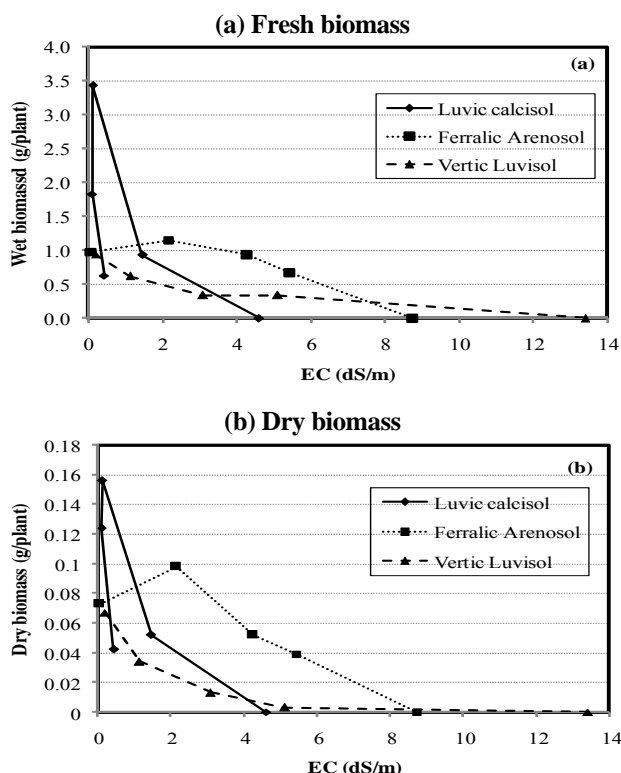 (a) Fresh biomass
4.0
3.5
3.0
2.5
2.0
1.5
1.0
0.5
0.0
Wet biomassd (g/plant)
(a)
Luvic calcisol
Ferralic Arenosol
Vertic Luvisol
0 2 4 6 8 10 12 14
EC (dS/m)
(b) Dry biomass
0.18
0.16
0.14
0.12
0.1
0.08
0.06
0.04
0.02
0
Dry biomass (g/plant)
(b)
Luvic calcisol
Ferralic Arenosol
Vertic Luvisol
0 2 4 6 8 10 12 14
EC (dS/m)